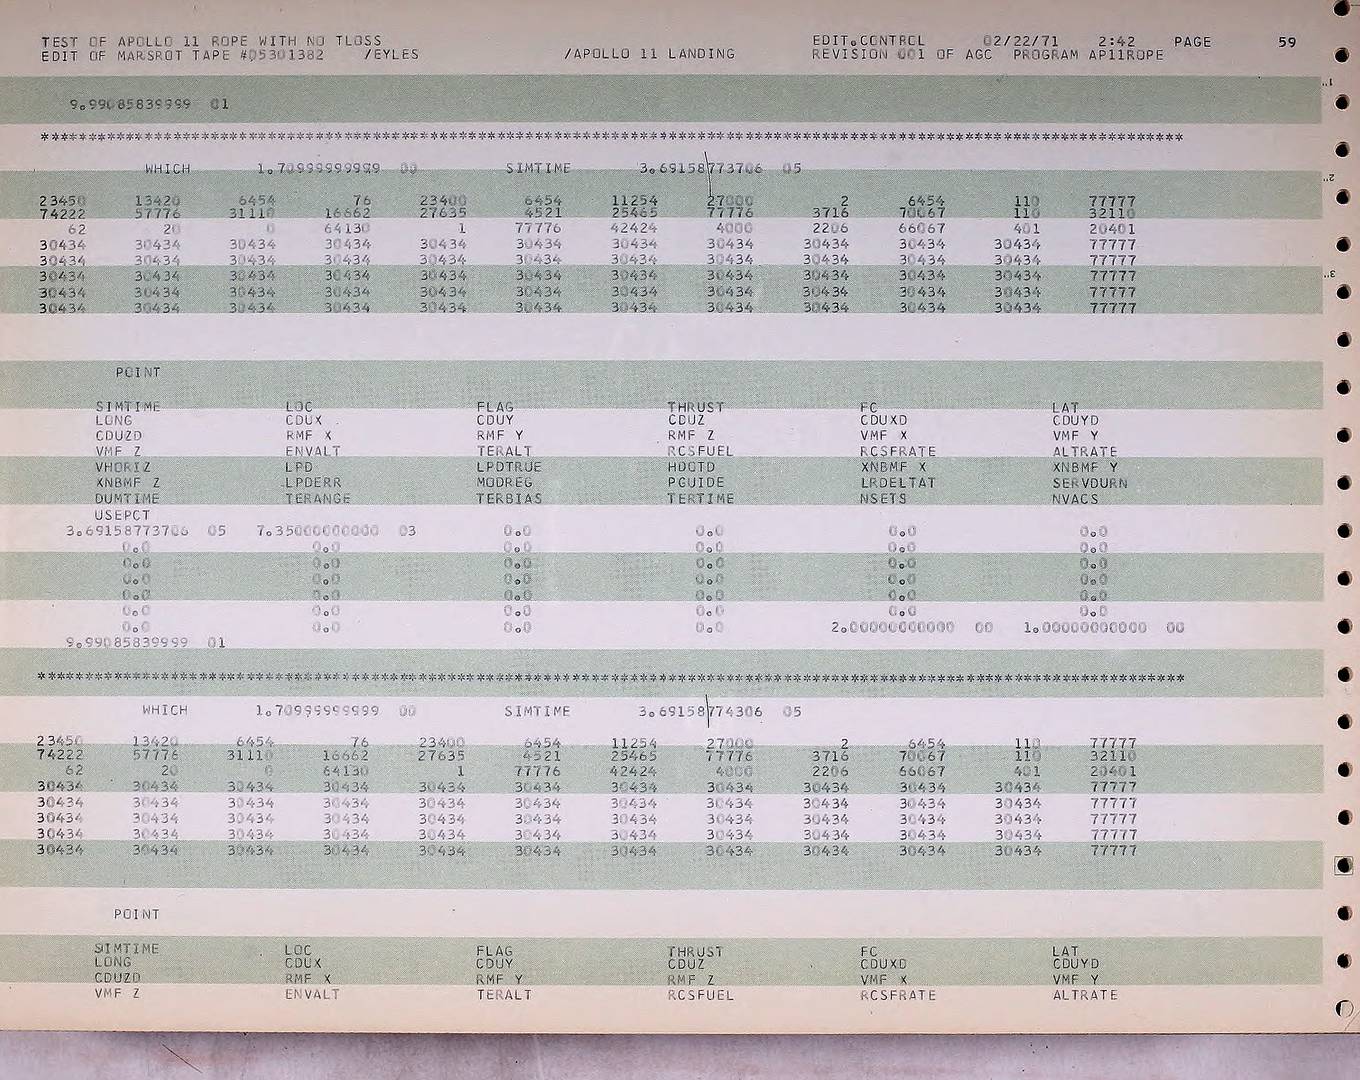 TEST OF APOLLO 11 ROPE WITH NO TLOSS EDIT.CONTROL 02/22/71 2:42 PAGE 59
EDIT OF MARSROT TAPE #05301382 /EYLES /APOLLO 11 LANDING REVISION 001 OF AGC PROGRAM AP11ROPE
9.99085839999 01
************************************************************************************************************************
WHICH 1.70999999999 00 SIMTIME 3.69158773706 05
23450 13420 6454 76 23400 6454 11254 27000 2 6454 110 77777
74222 57776 31110 16662 27635 4521 25465 77776 3716 70067 110 32110
62 20 0 64130 1 77776 42424 4000 2206 66067 401 20401
30434 30434 30434 30434 30434 30434 30434 30434 30434 30434 30434 77777
30434 30434 30434 30434 30434 30434 30434 30434 30434 30434 30434 77777
30434 30434 30434 30434 30434 30434 30434 30434 30434 30434 30434 77777
30434 30434 30434 30434 30434 30434 30434 30434 30434 30434 30434 77777
30434 30434 30434 30434 30434 30434 30434 30434 30434 30434 30434 77777
POINT
SIMTIME LOC FLAG THRUST FC LAT
LONG CDUX CDUY CDUZ CDUXD CDUYD
CDUZD RMF X RMF Y RMF Z VMF X VMF Y
VMF Z ENVALT TERALT RCSFUEL RCSFRATE ALTRATE
VHORIZ LPD LPDTRUE HDOTD XNBMF X XNBMF Y
XNBMF Z LPDERR MODREG PGUIDE LRDELTAT SERVDURN
DUMTIME TERANGE TERBIAS TERTIME NSETS NVACS
USEPCT
3.69158773706 05 7.35000000000 03 0.0 0.0 0.0 0.0
0.0 0.0 0.0 0.0 0.0 0.0
0.0 0.0 0.0 0.0 0.0 0.0
0.0 0.0 0.0 0.0 0.0 0.0
0.0 0.0 0.0 0.0 0.0 0.0
0.0 0.0 0.0 0.0 0.0 0.0
0.0 0.0 0.0 0.0 2.00000000000 00 1.00000000000 00
9.99085839999 01
************************************************************************************************************************
WHICH 1.70999999999 00 SIMTIME 3.69158774306 05
23450 13420 6454 76 23400 6454 11254 27000 2 6454 110 77777
74222 57776 31110 16662 27635 4521 25465 77776 3716 70067 110 32110
62 20 0 64130 1 77776 42424 4000 2206 66067 401 20401
30434 30434 30434 30434 30434 30434 30434 30434 30434 30434 30434 77777
30434 30434 30434 30434 30434 30434 30434 30434 30434 30434 30434 77777
30434 30434 30434 30434 30434 30434 30434 30434 30434 30434 30434 77777
30434 30434 30434 30434 30434 30434 30434 30434 30434 30434 30434 77777
30434 30434 30434 30434 30434 30434 30434 30434 30434 30434 30434 77777
POINT
SIMTIME LOC FLAG THRUST FC LAT
LONG CDUX CDUY CDUZ CDUXD CDUYD
CDUZD RMF X RMF Y RMF Z VMF X VMF Y
VMF Z ENVALT TERALT RCSFUEL RCSFRATE ALTRATE